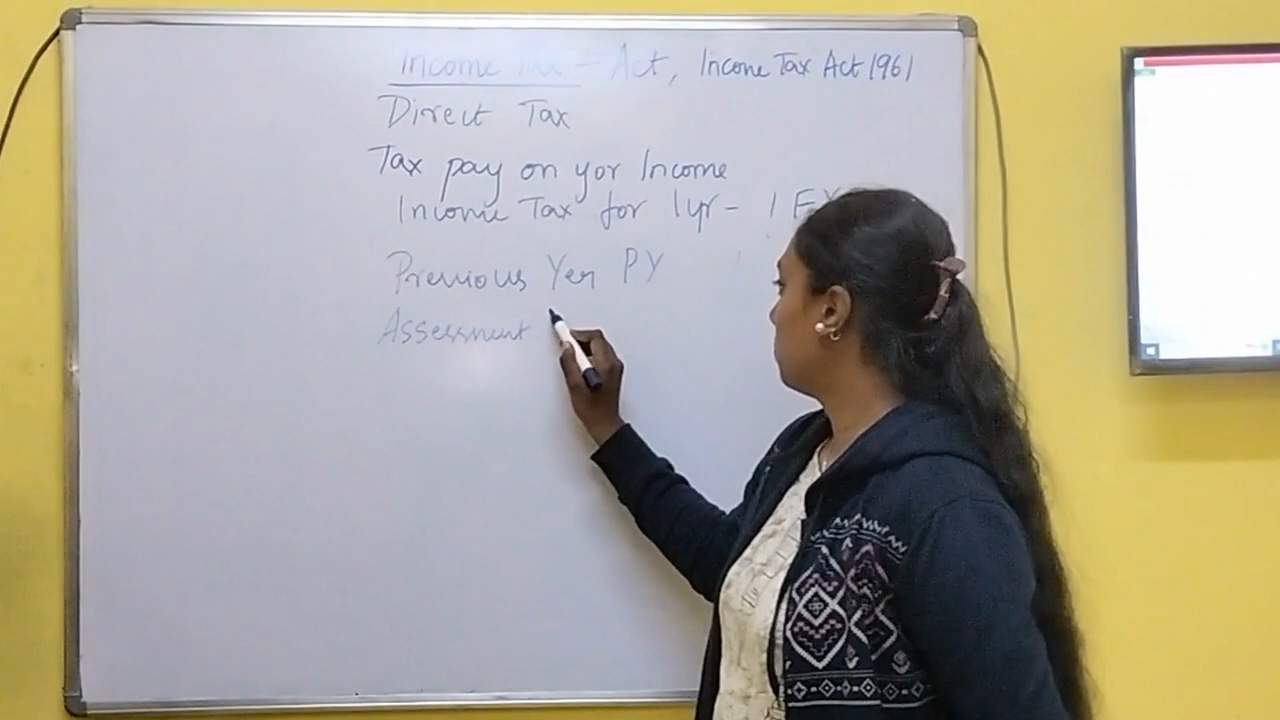 Income Tax - Act, Income Tax Act 1961
Direct Tax
Tax pay on yor Income
Income Tax for 1yr - 1 FY
Previous Yer PY
Assessment